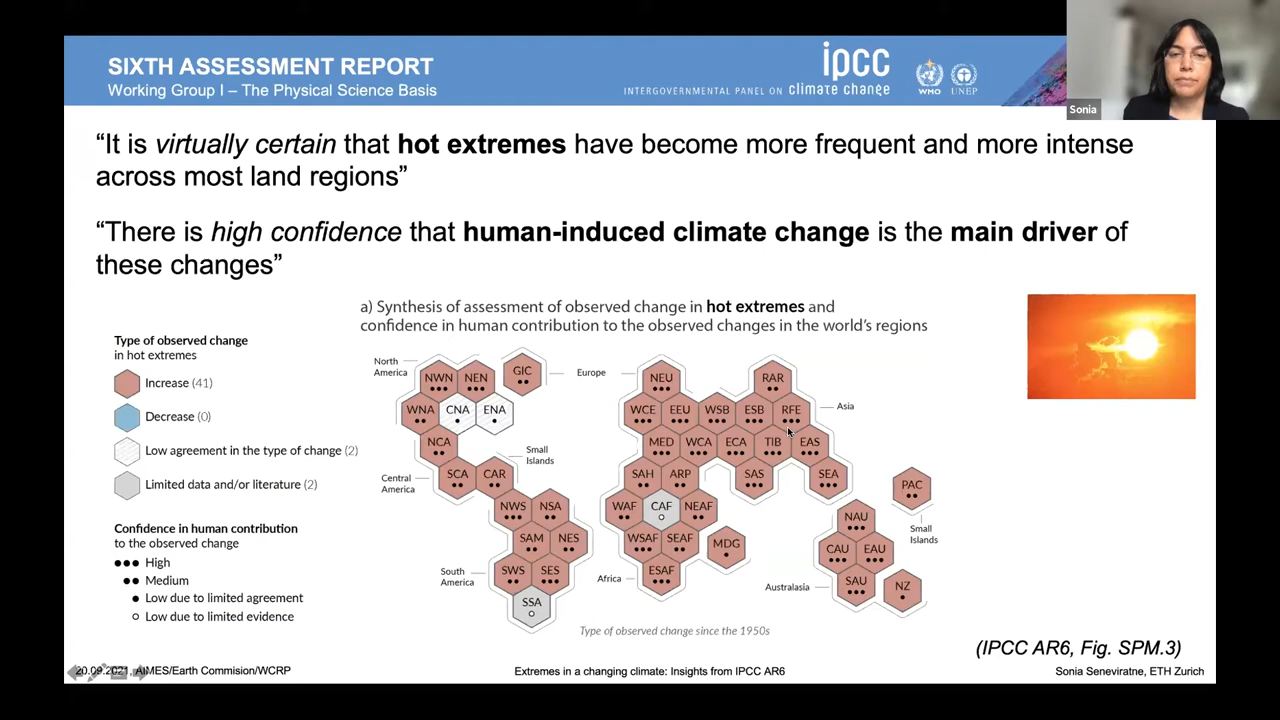 SIXTH ASSESSMENT REPORT
Working Group I – The Physical Science Basis
INTERGOVERNMENTAL PANEL ON climate change
ipcc
WMO
UNEP
Sonia
“It is virtually certain that hot extremes have become more frequent and more intense
across most land regions”
“There is high confidence that human-induced climate change is the main driver of
these changes”
a) Synthesis of assessment of observed change in hot extremes and
confidence in human contribution to the observed changes in the world's regions
Type of observed change
in hot extremes
Increase (41)
Decrease (0)
Low agreement in the type of change (2)
Limited data and/or literature (2)
Confidence in human contribution
to the observed change
High
Medium
Low due to limited agreement
Low due to limited evidence
North
America
NWN NEN GIC
WNA CNA ENA
NCA
Small
Islands
Central
America
SCA CAR
NWS NSA
SAM NES
South
America
SWS SES
SSA
Europe
NEU RAR
WCE EEU WSB ESB RFE
Asia
MED WCA ECA TIB EAS
SAH ARP SAS SEA
WAF CAF NEAF
WSAF SEAF MDG
Africa
ESAF
PAC
Small
Islands
NAU
CAU EAU
Australasia
SAU NZ
Type of observed change since the 1950s
(IPCC AR6, Fig. SPM.3)
20.09.2021, AIMES/Earth Commision/WCRP
Extremes in a changing climate: Insights from IPCC AR6
Sonia Seneviratne, ETH Zurich